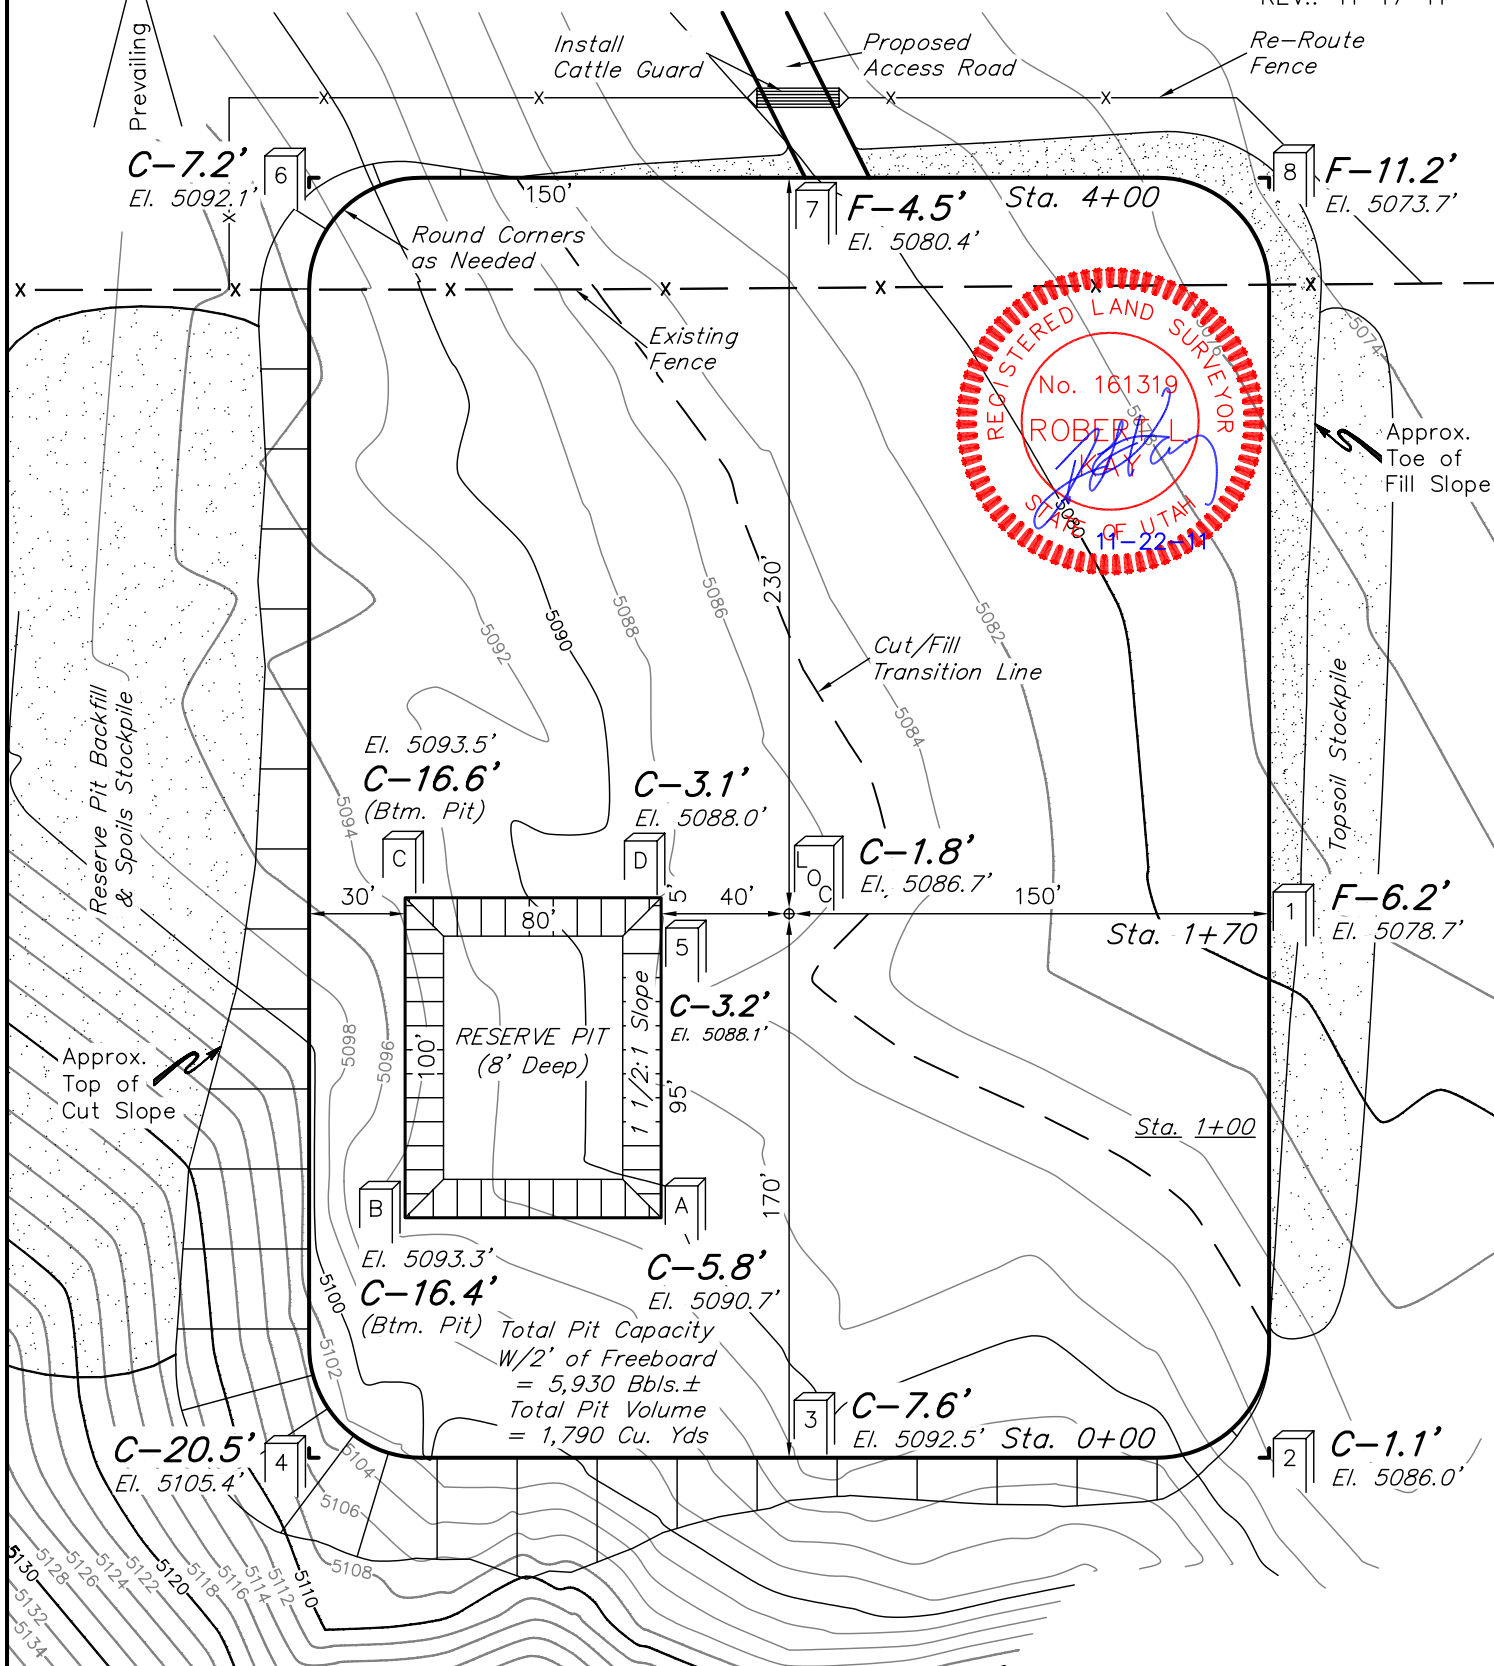 Prevailing
Install
Cattle Guard
Proposed
Access Road
Re-Route
Fence
C-7.2'
El. 5092.1'
6
150'
7
F-4.5'
El. 5080.4'
Sta. 4+00
8
F-11.2'
El. 5073.7'
Round Corners
as Needed
x x x x
x
x x x x x x x
Existing
Fence
REGISTERED LAND SURVEYOR
No. 161319
ROBERT L.
KAY
STATE OF UTAH
11-22-11
5076
5078
5080
5074
Approx.
Toe of
Fill Slope
230'
5092
5090
5088
5086
5082
5084
Cut/Fill
Transition Line
Reserve Pit Backfill
& Spoils Stockpile
Topsoil Stockpile
El. 5093.5'
C-16.6'
(Btm. Pit)
C-3.1'
El. 5088.0'
5094
C
D
LOC
C-1.8'
El. 5086.7'
30'
80'
5'
40'
150'
1
F-6.2'
El. 5078.7'
Sta. 1+70
5
C-3.2'
El. 5088.1'
5098
5096
100'
RESERVE PIT
(8' Deep)
1 1/2:1 Slope
95'
Approx.
Top of
Cut Slope
Sta. 1+00
170'
B
A
El. 5093.3'
C-16.4'
(Btm. Pit)
C-5.8'
El. 5090.7'
5100
5102
Total Pit Capacity
W/2' of Freeboard
= 5,930 Bbls.±
Total Pit Volume
= 1,790 Cu. Yds
3
C-7.6'
El. 5092.5'
Sta. 0+00
2
C-1.1'
El. 5086.0'
C-20.5'
El. 5105.4'
4
5104
5106
5108
5130
5128
5126
5124
5122
5120
5118
5116
5114
5112
5110
5132
5134